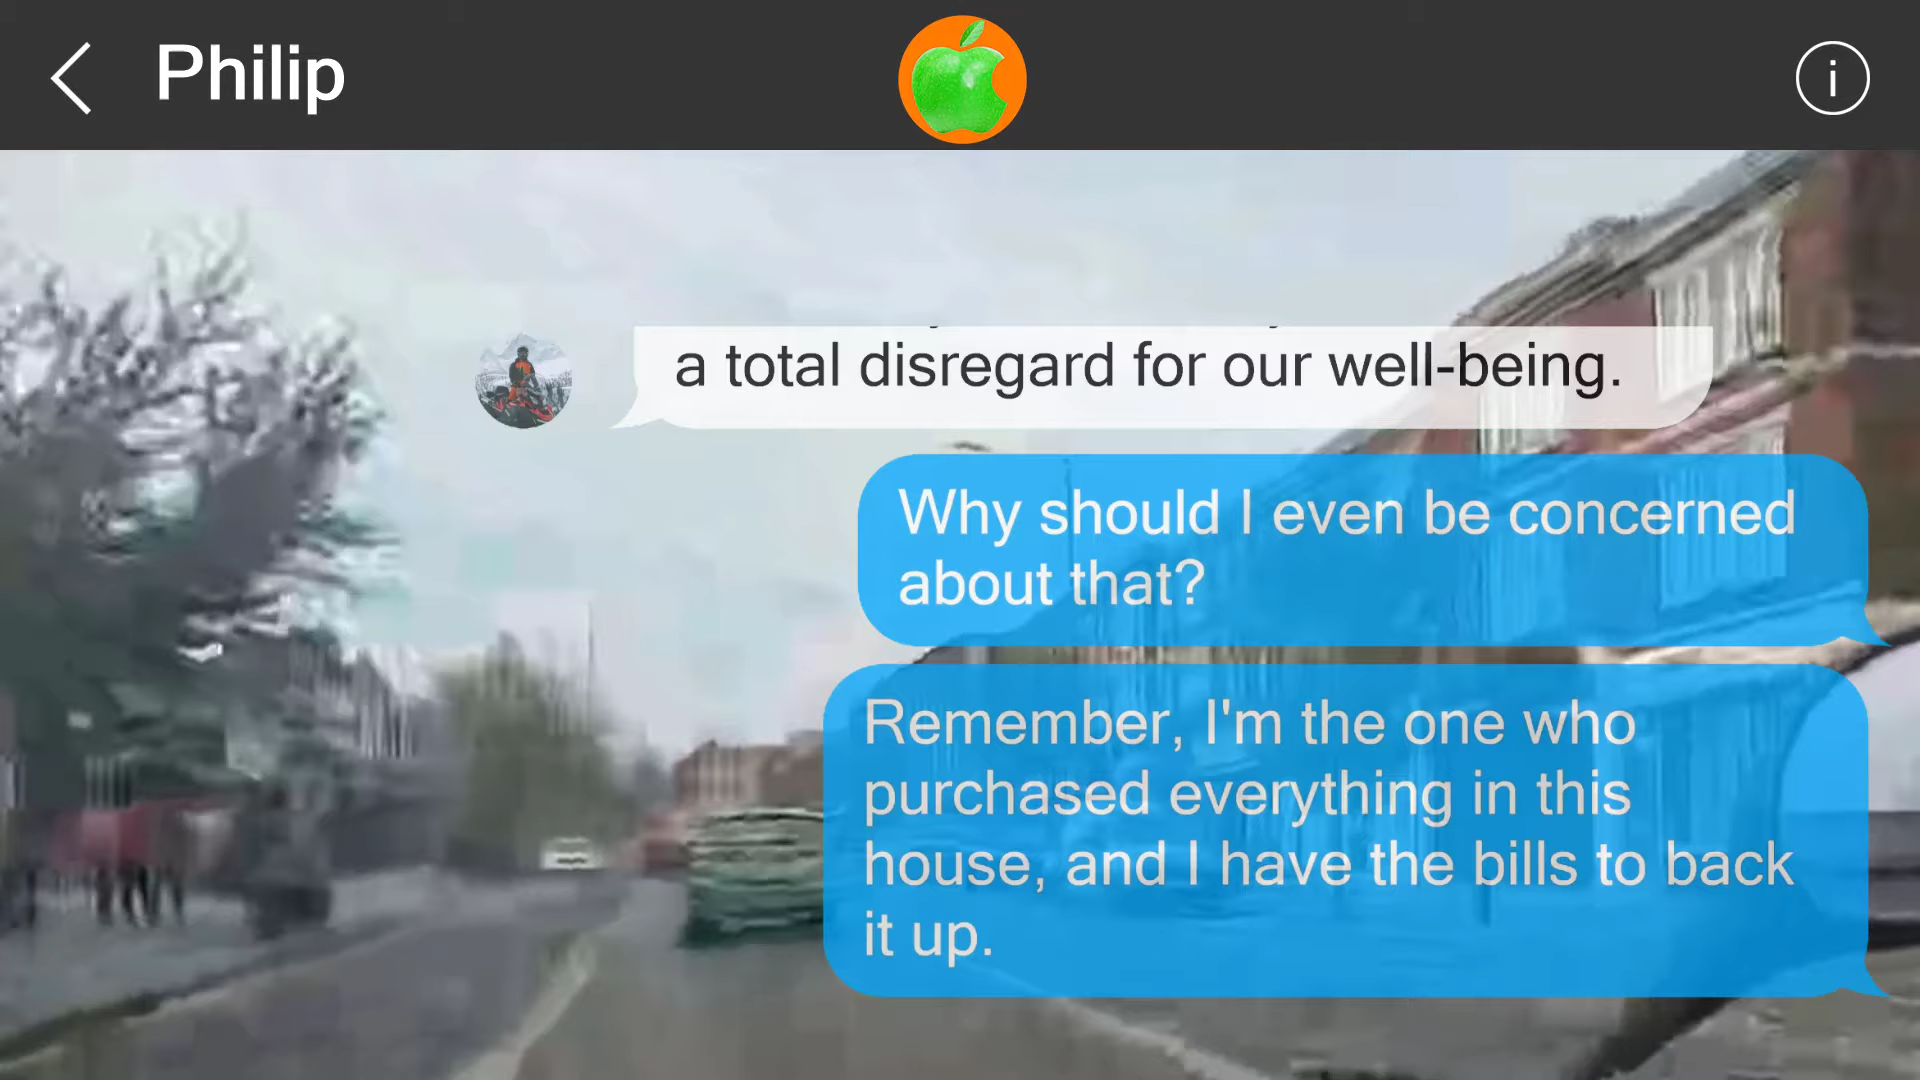 Philip
a total disregard for our well-being.
Why should I even be concerned
about that?
Remember, I'm the one who
purchased everything in this
house, and I have the bills to back
it up.